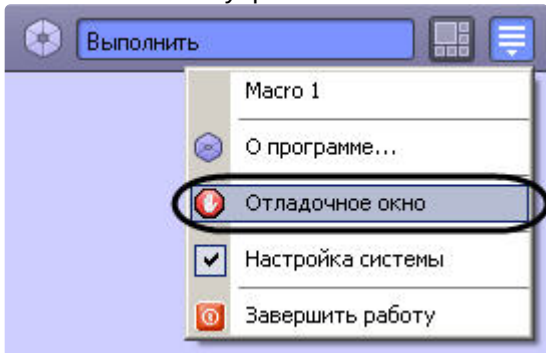 Выполнить
Macro 1
О программе...
Отладочное окно
Настройка системы
Завершить работу